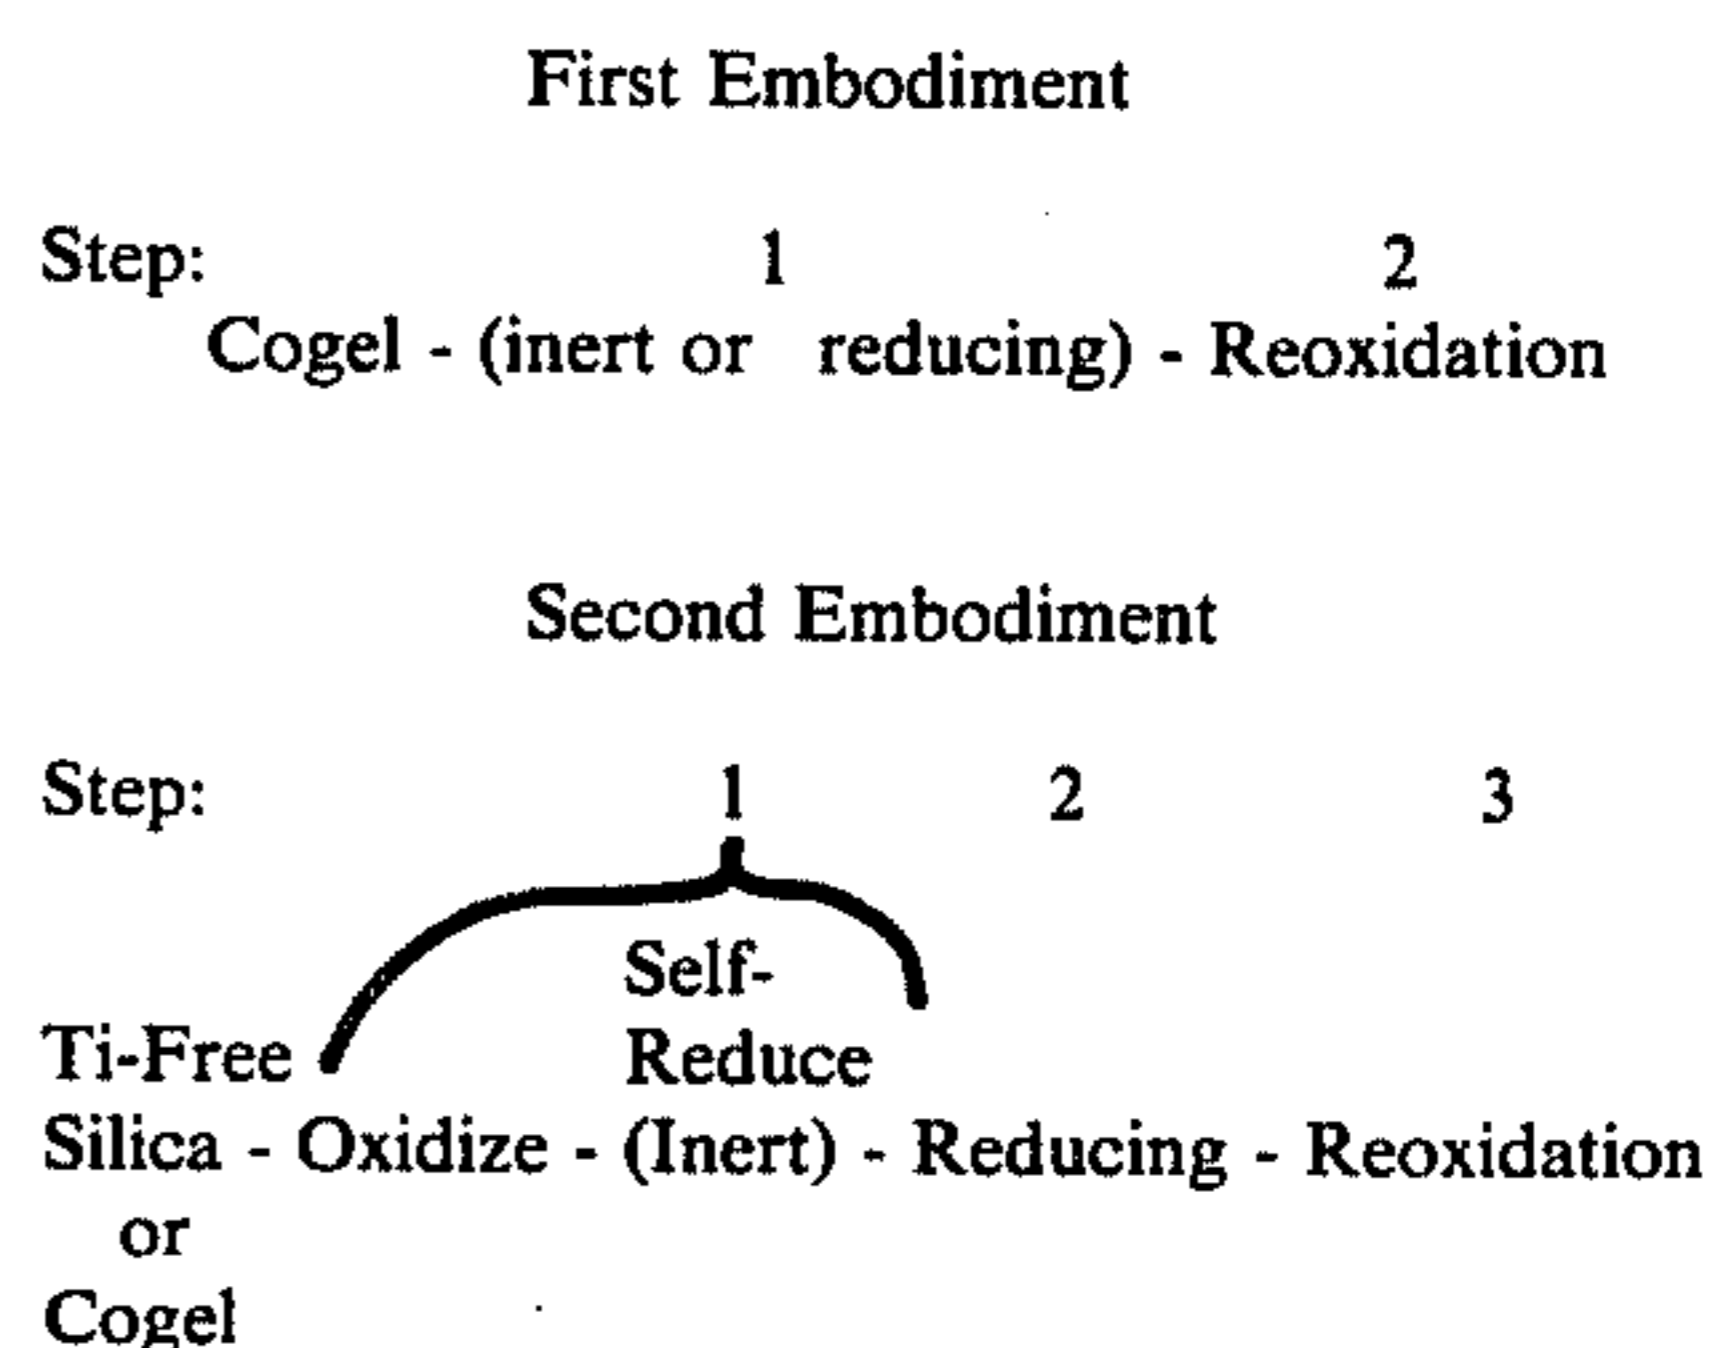 First Embodiment
Step: 1 2
Cogel - (inert or reducing) - Reoxidation
Second Embodiment
Step: 1 2 3
Self-
Ti-Free Reduce
Silica - Oxidize - (Inert) - Reducing - Reoxidation
or
Cogel